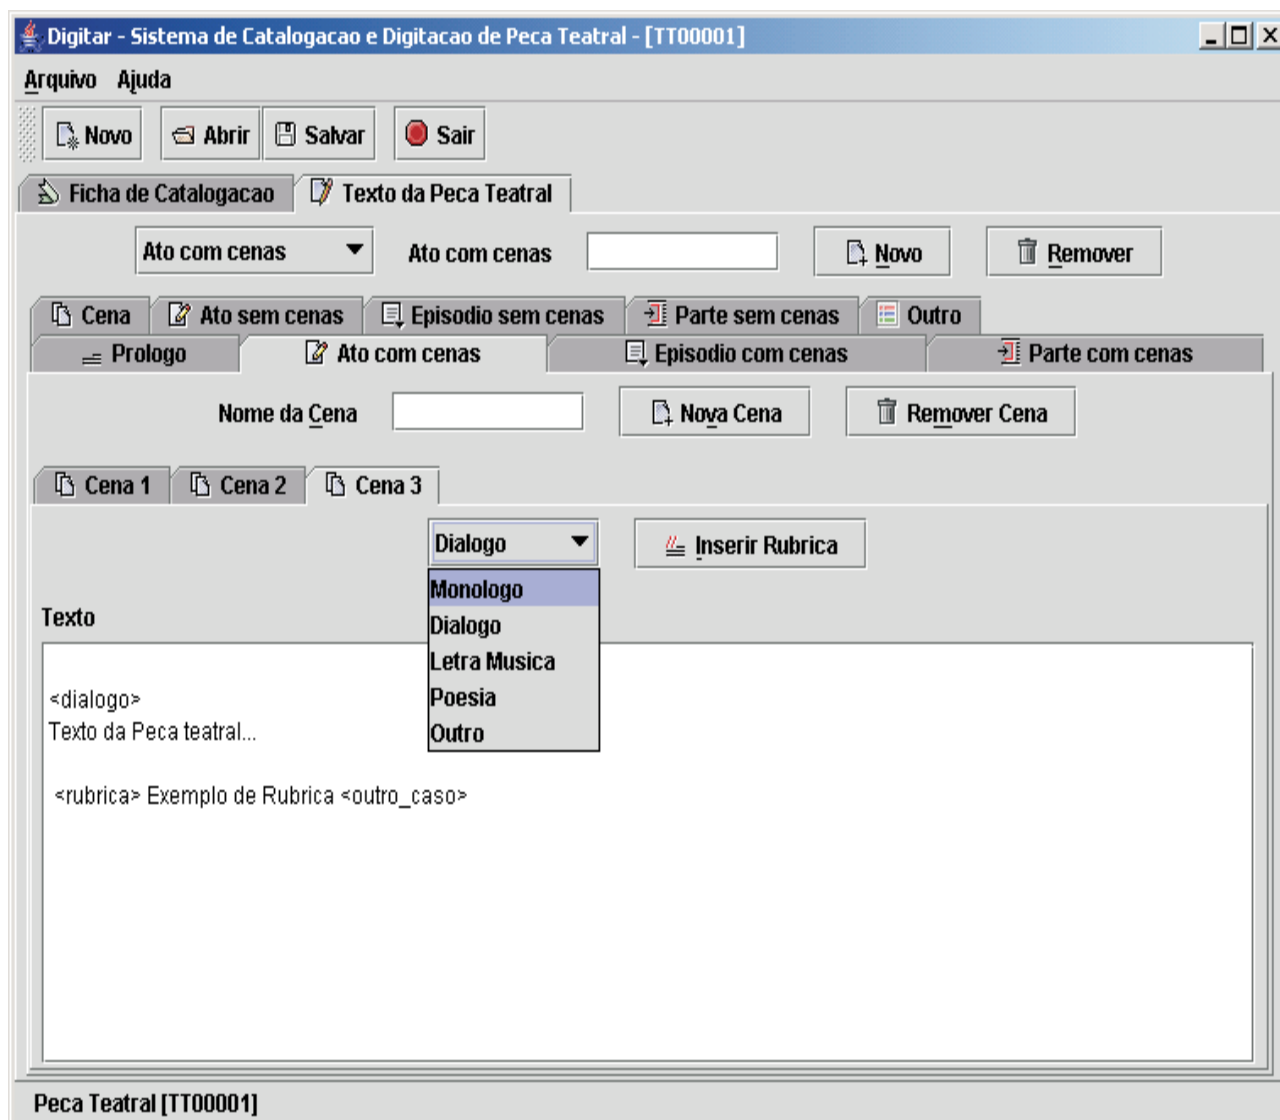 Digitar - Sistema de Catalogacao e Digitacao de Peca Teatral - [TT00001]
Arquivo Ajuda
Novo Abrir Salvar Sair
Ficha de Catalogacao Texto da Peca Teatral
Ato com cenas Ato com cenas Novo Remover
Cena Ato sem cenas Episodio sem cenas Parte sem cenas Outro
Prologo Ato com cenas Episodio com cenas Parte com cenas
Nome da Cena Nova Cena Remover Cena
Cena 1 Cena 2 Cena 3
Dialogo Inserir Rubrica
Monologo
Dialogo
Letra Musica
Poesia
Outro
Texto
<dialogo>
Texto da Peca teatral...
<rubrica> Exemplo de Rubrica <outro_caso>
Peca Teatral [TT00001]